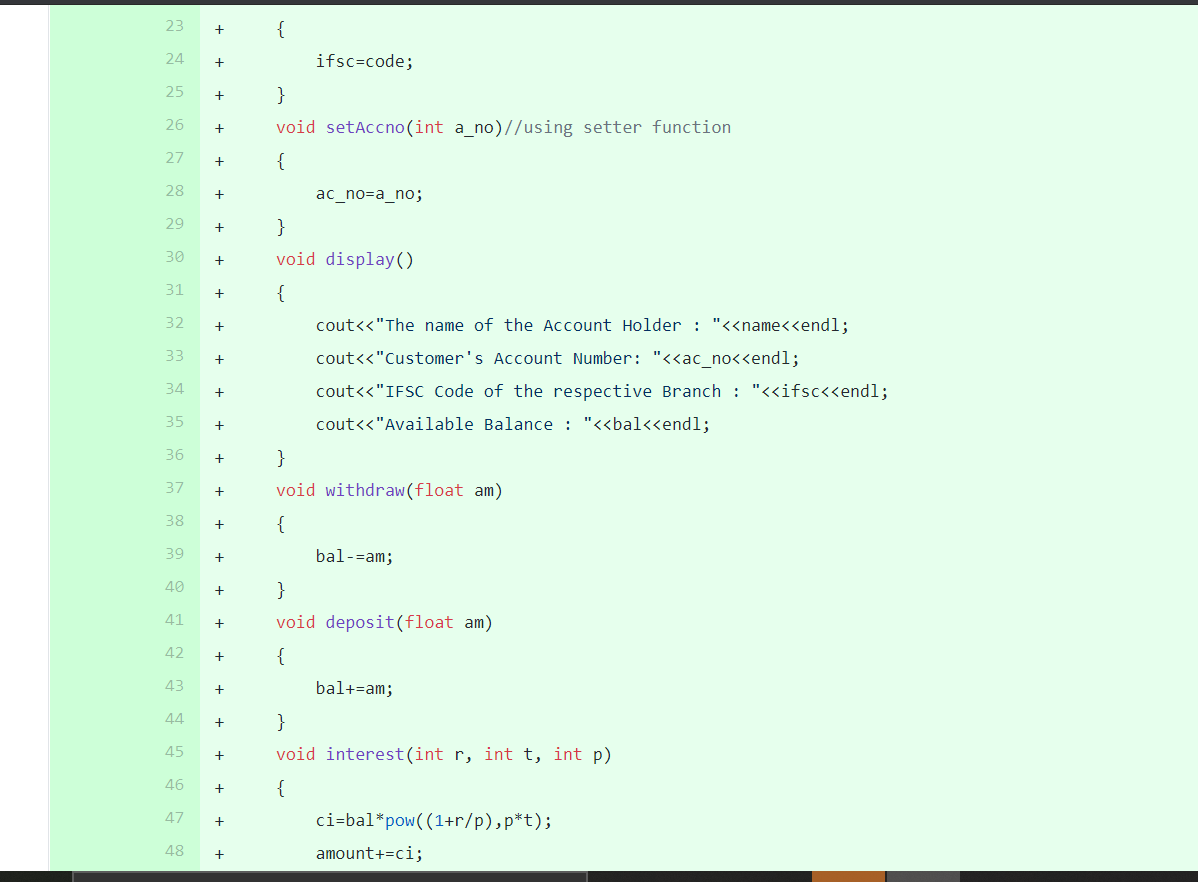 23 + {
24 + ifsc=code;
25 + }
26 + void setAccno(int a_no)//using setter function
27 + {
28 + ac_no=a_no;
29 + }
30 + void display()
31 + {
32 + cout<<"The name of the Account Holder : "<<name<<endl;
33 + cout<<"Customer's Account Number: "<<ac_no<<endl;
34 + cout<<"IFSC Code of the respective Branch : "<<ifsc<<endl;
35 + cout<<"Available Balance : "<<bal<<endl;
36 + }
37 + void withdraw(float am)
38 + {
39 + bal-=am;
40 + }
41 + void deposit(float am)
42 + {
43 + bal+=am;
44 + }
45 + void interest(int r, int t, int p)
46 + {
47 + ci=bal*pow((1+r/p),p*t);
48 + amount+=ci;